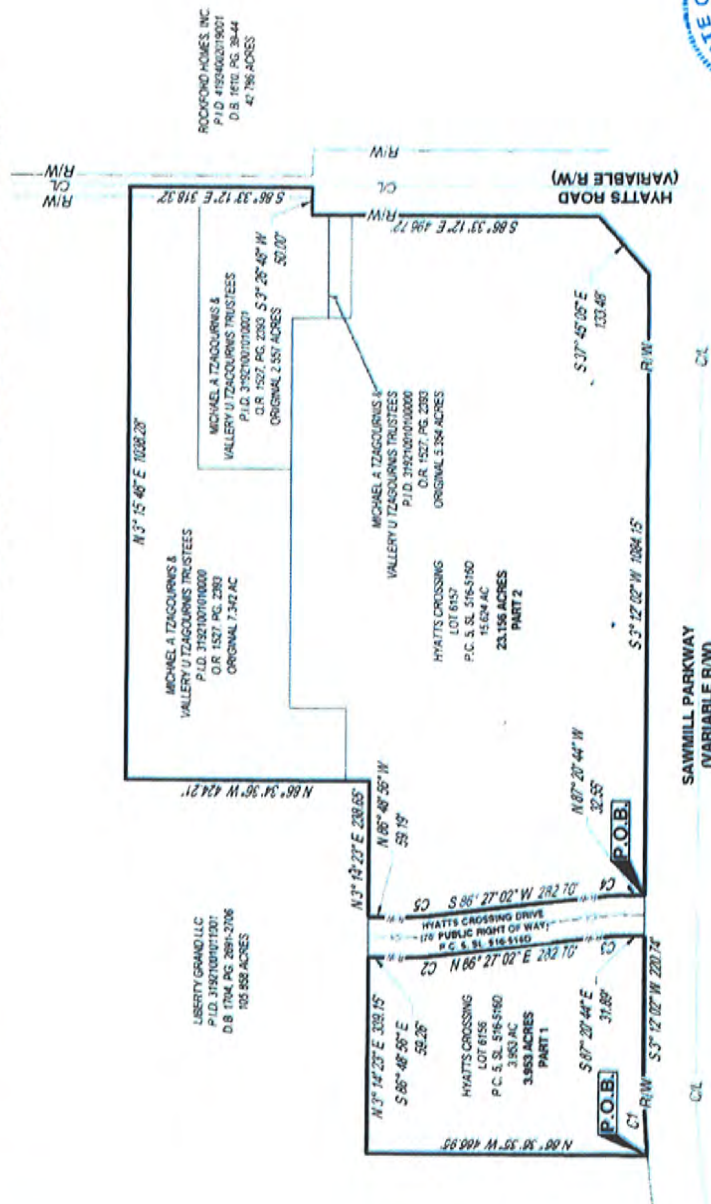 ROCKFORD HOMES, INC.
P.I.D. 41934002019001
D.B. 1610, PG. 39-44
42.786 ACRES
R/W
C/L
R/W
S 86° 33' 12" E 318.32'
R/W
C/L
R/W
HYATTS ROAD
(VARIABLE R/W)
N 3° 15' 46" E 1038.28'
MICHAEL A TZAGOURNIS &
VALLERY U TZAGOURNIS TRUSTEES
P.I.D. 31921001010001
O.R. 1527, PG. 2393
ORIGINAL 2.557 ACRES
S 3° 26' 48" W
50.00'
S 86° 33' 12" E 496.72'
MICHAEL A TZAGOURNIS &
VALLERY U TZAGOURNIS TRUSTEES
P.I.D. 31921001010000
O.R. 1527, PG. 2393
ORIGINAL 7.342 AC
MICHAEL A TZAGOURNIS &
VALLERY U TZAGOURNIS TRUSTEES
P.I.D. 31921001010000
O.R. 1527, PG. 2393
ORIGINAL 5.354 ACRES
S 37° 45' 05" E
133.48'
HYATTS CROSSING
LOT 6157
P.C. 5, SL. 516-516D
15.624 AC
23.156 ACRES
PART 2
R/W
C/L
S 3° 12' 02" W 1084.15'
SAWMILL PARKWAY
(VARIABLE R/W)
N 86° 34' 36" W 424.21'
N 3° 14' 23" E 238.65'
N 86° 48' 56" W
59.19'
N 87° 20' 44" W
32.55'
P.O.B.
LIBERTY GRAND LLC
P.I.D. 31921001011001
D.B. 1704, PG. 2691-2706
105.858 ACRES
C5
S 86° 27' 02" W 282.70'
C4
HYATTS CROSSING DRIVE
(70' PUBLIC RIGHT OF WAY)
P.C. 5, SL. 516-516D
C2
N 86° 27' 02" E 282.70'
C3
N 3° 14' 23" E 339.15'
S 86° 48' 56" E
59.26'
HYATTS CROSSING
LOT 6156
P.C. 5, SL. 516-516D
3.953 AC
3.953 ACRES
PART 1
S 87° 20' 44" E
31.89'
S 3° 12' 02" W 220.74'
N 86° 36' 35" W 466.95'
P.O.B.
C1
R/W
C/L